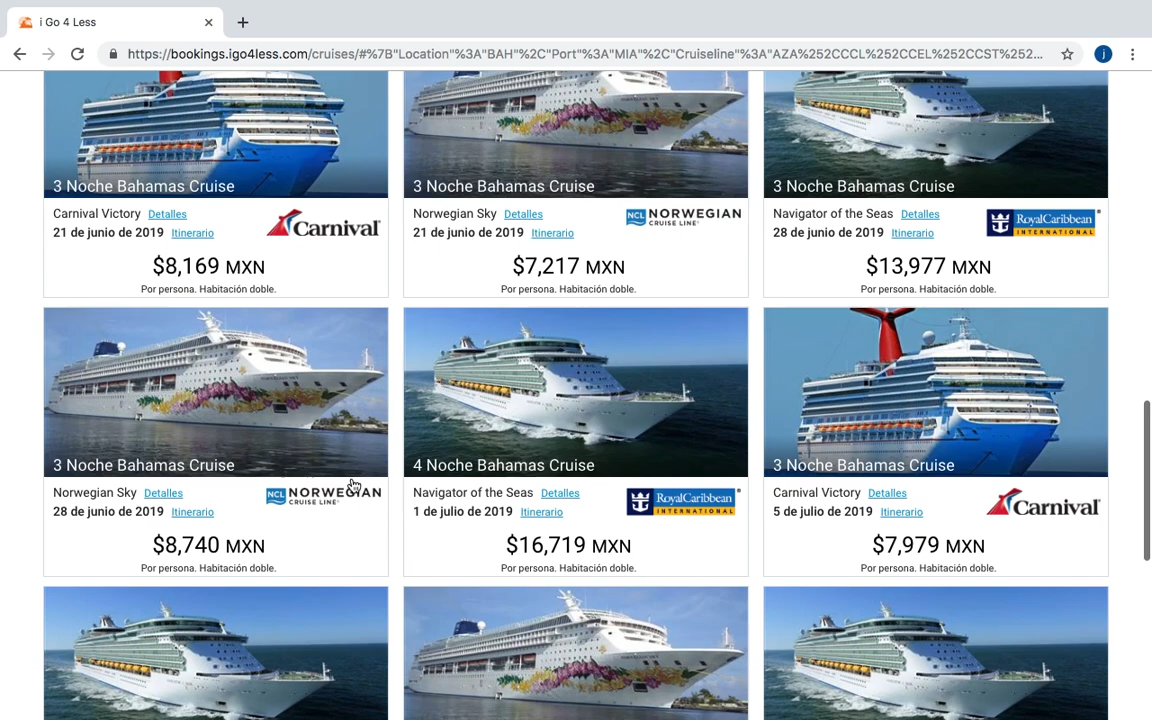 i Go 4 Less
https://bookings.igo4less.com/cruises/#%7B"Location"%3A"BAH"%2C"Port"%3A"MIA"%2C"Cruiseline"%3A"AZA%252CCCL%252CCEL%252CCST%252...
j
3 Noche Bahamas Cruise
Carnival Victory Detalles
21 de junio de 2019 Itinerario
Carnival
$8,169 MXN
Por persona. Habitación doble.
3 Noche Bahamas Cruise
Norwegian Sky Detalles
21 de junio de 2019 Itinerario
NCL NORWEGIAN
CRUISE LINE
$7,217 MXN
Por persona. Habitación doble.
3 Noche Bahamas Cruise
Navigator of the Seas Detalles
28 de junio de 2019 Itinerario
RoyalCaribbean
INTERNATIONAL
$13,977 MXN
Por persona. Habitación doble.
3 Noche Bahamas Cruise
Norwegian Sky Detalles
28 de junio de 2019 Itinerario
NCL NORWEGIAN
CRUISE LINE
$8,740 MXN
Por persona. Habitación doble.
4 Noche Bahamas Cruise
Navigator of the Seas Detalles
1 de julio de 2019 Itinerario
RoyalCaribbean
INTERNATIONAL
$16,719 MXN
Por persona. Habitación doble.
3 Noche Bahamas Cruise
Carnival Victory Detalles
5 de julio de 2019 Itinerario
Carnival
$7,979 MXN
Por persona. Habitación doble.